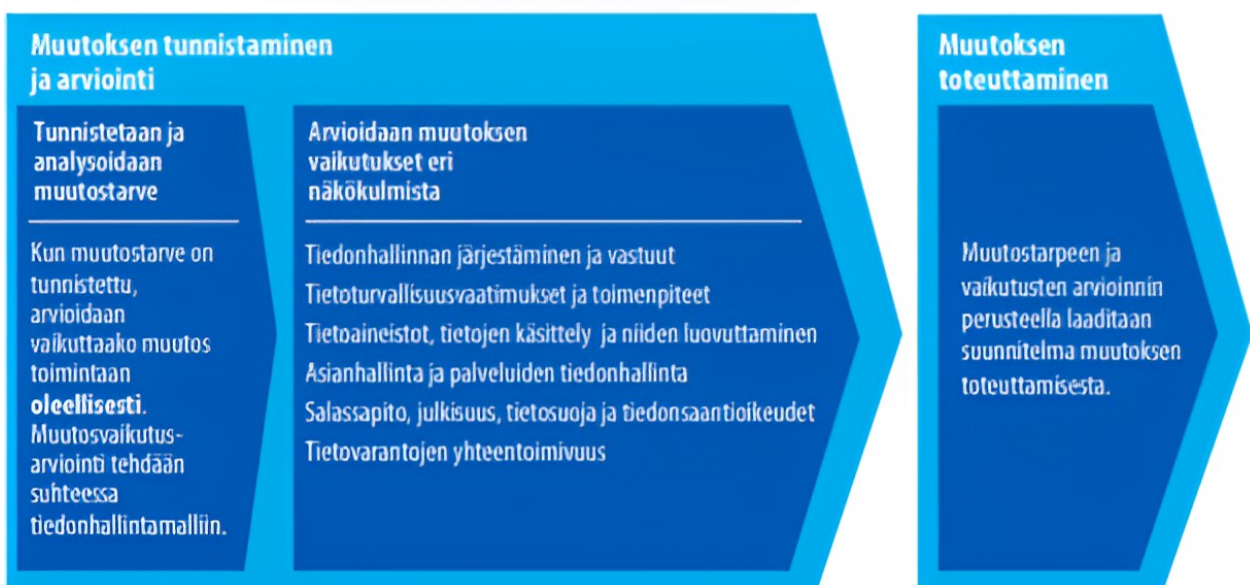 Muutoksen tunnistaminen
ja arviointi
Tunnistetaan ja
analysoidaan
muutostarve
Kun muutostarve on
tunnistettu,
arvioidaan
vaikuttaako muutos
toimintaan
oleellisesti.
Muutosvaikutus-
arviointi tehdään
suhteessa
tiedonhallintamalliin.
Arvioidaan muutoksen
vaikutukset eri
näkökulmista
Tiedonhallinnan järjestäminen ja vastuut
Tietoturvallisuusvaatimukset ja toimenpiteet
Tietoaineistot, tietojen käsittely ja niiden luovuttaminen
Asianhallinta ja palveluiden tiedonhallinta
Salassapito, julkisuus, tietosuoja ja tiedonsaantioikeudet
Tietovarantojen yhteentoimivuus
Muutoksen
toteuttaminen
Muutostarpeen ja
vaikutusten arvioinnin
perusteella laaditaan
suunnitelma muutoksen
toteuttamisesta.